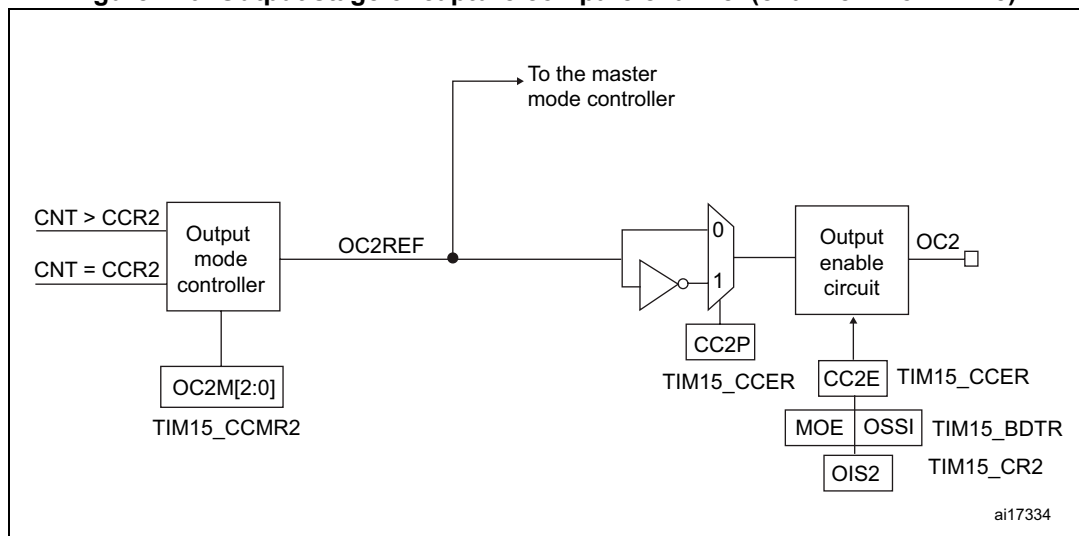 To the master
mode controller
CNT > CCR2
CNT = CCR2
Output
mode
controller
OC2REF
0
1
Output
enable
circuit
OC2
CC2P
TIM15_CCER
OC2M[2:0]
TIM15_CCMR2
CC2E
TIM15_CCER
MOE
OSSI
TIM15_BDTR
OIS2
TIM15_CR2
ai17334